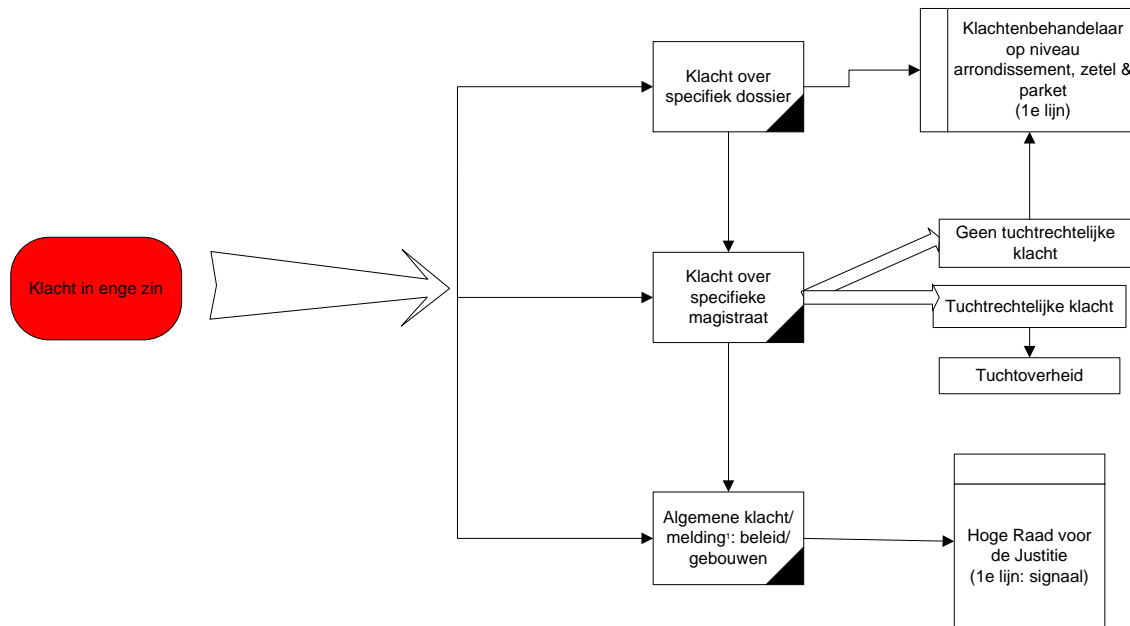 Klacht in enge zin
Klacht over
specifiek dossier
Klachtenbehandelaar
op niveau
arrondissement, zetel &
parket
(1e lijn)
Klacht over
specifieke
magistraat
Geen tuchtrechtelijke
klacht
Tuchtrechtelijke klacht
Tuchtoverheid
Algemene klacht/
melding¹: beleid/
gebouwen
Hoge Raad voor
de Justitie
(1e lijn: signaal)